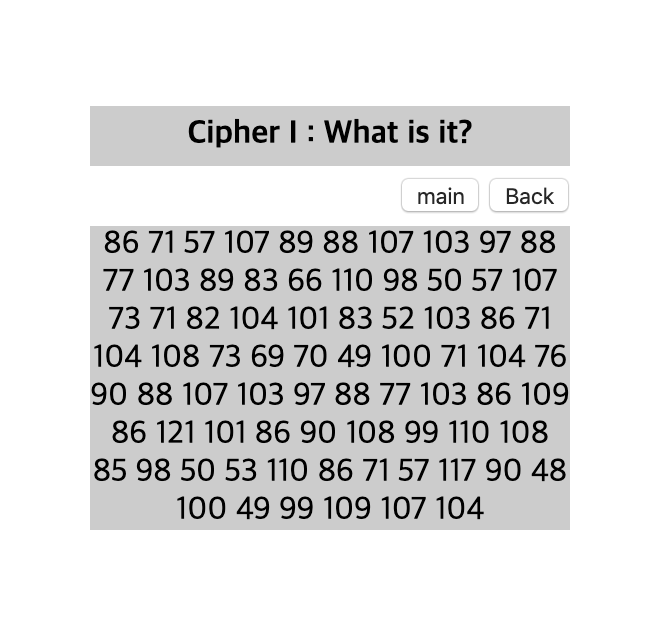 Cipher I : What is it?
main Back
86 71 57 107 89 88 107 103 97 88
77 103 89 83 66 110 98 50 57 107
73 71 82 104 101 83 52 103 86 71
104 108 73 69 70 49 100 71 104 76
90 88 107 103 97 88 77 103 86 109
86 121 101 86 90 108 99 110 108
85 98 50 53 110 86 71 57 117 90 48
100 49 99 109 107 104